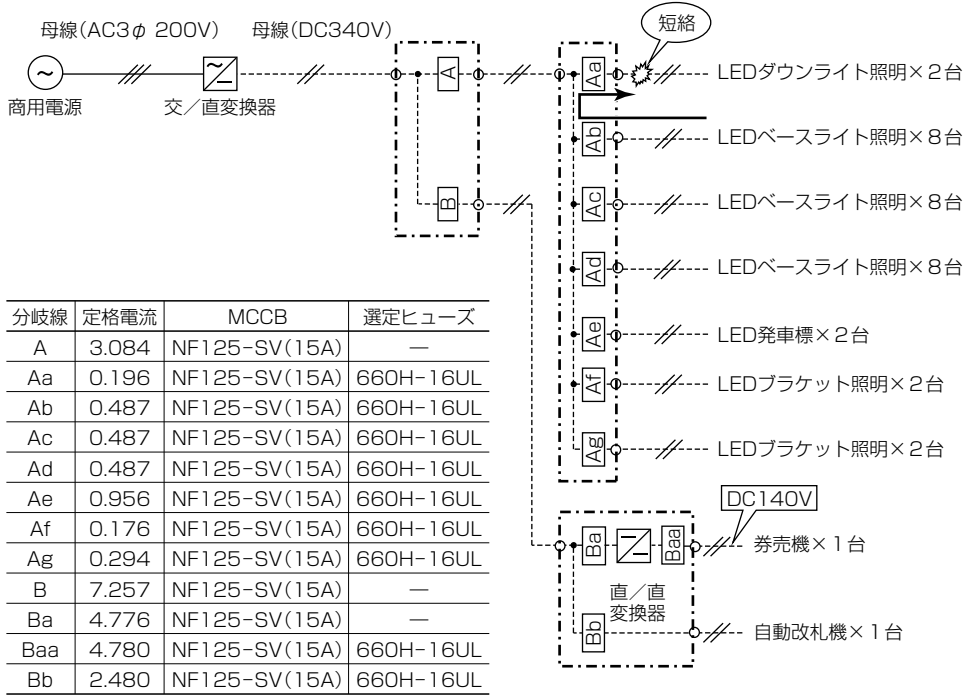 母線(AC3φ 200V)
母線(DC340V)
短絡
商用電源
交／直変換器
A
B
Aa
LEDダウンライト照明×2台
Ab
LEDベースライト照明×8台
Ac
LEDベースライト照明×8台
Ad
LEDベースライト照明×8台
Ae
LED発車標×2台
Af
LEDブラケット照明×2台
Ag
LEDブラケット照明×2台
DC140V
Ba
Baa
券売機×1台
直／直
変換器
Bb
自動改札機×1台
分岐線 定格電流 MCCB 選定ヒューズ
A 3.084 NF125-SV(15A) —
Aa 0.196 NF125-SV(15A) 660H-16UL
Ab 0.487 NF125-SV(15A) 660H-16UL
Ac 0.487 NF125-SV(15A) 660H-16UL
Ad 0.487 NF125-SV(15A) 660H-16UL
Ae 0.956 NF125-SV(15A) 660H-16UL
Af 0.176 NF125-SV(15A) 660H-16UL
Ag 0.294 NF125-SV(15A) 660H-16UL
B 7.257 NF125-SV(15A) —
Ba 4.776 NF125-SV(15A) —
Baa 4.780 NF125-SV(15A) 660H-16UL
Bb 2.480 NF125-SV(15A) 660H-16UL